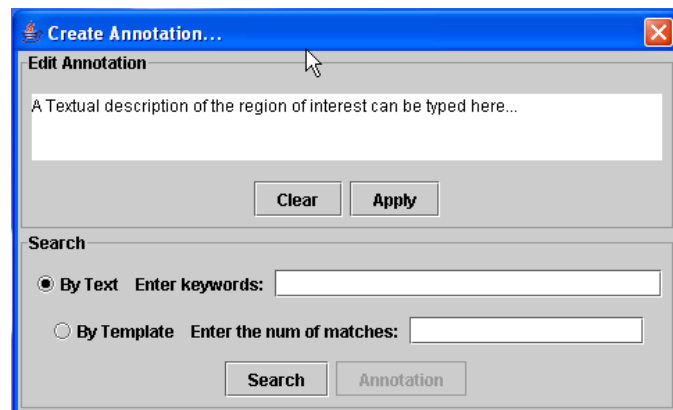 Create Annotation...
Edit Annotation
A Textual description of the region of interest can be typed here...
Clear Apply
Search
By Text Enter keywords:
By Template Enter the num of matches:
Search Annotation